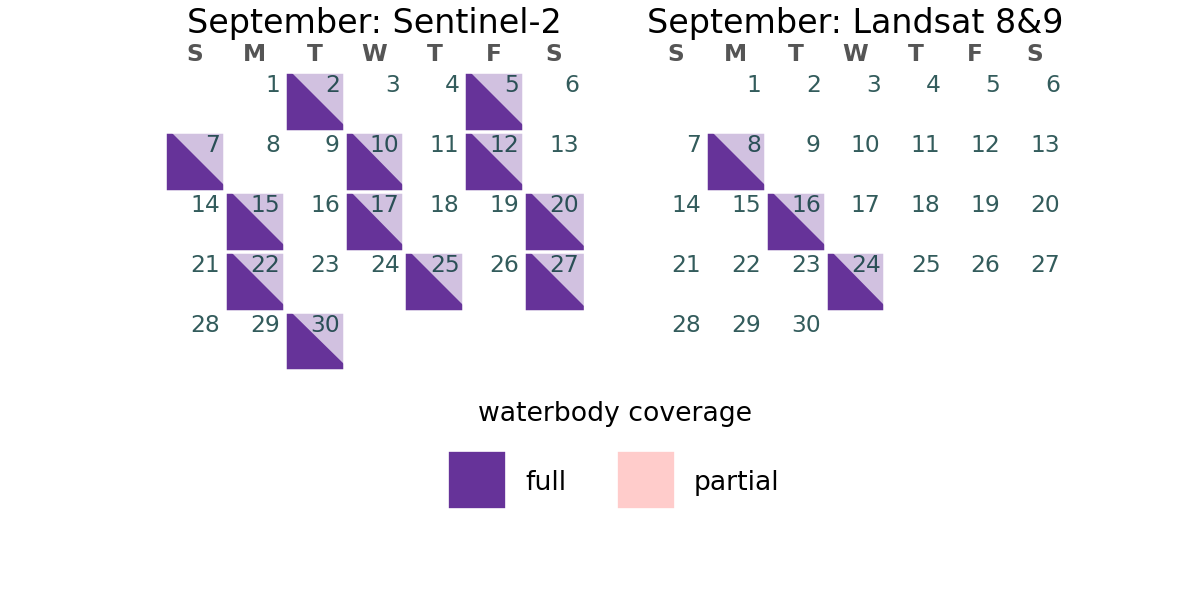 September: Sentinel-2
S M T W T F S
1 2 3 4 5 6
7 8 9 10 11 12 13
14 15 16 17 18 19 20
21 22 23 24 25 26 27
28 29 30
September: Landsat 8&9
S M T W T F S
1 2 3 4 5 6
7 8 9 10 11 12 13
14 15 16 17 18 19 20
21 22 23 24 25 26 27
28 29 30
waterbody coverage
full partial